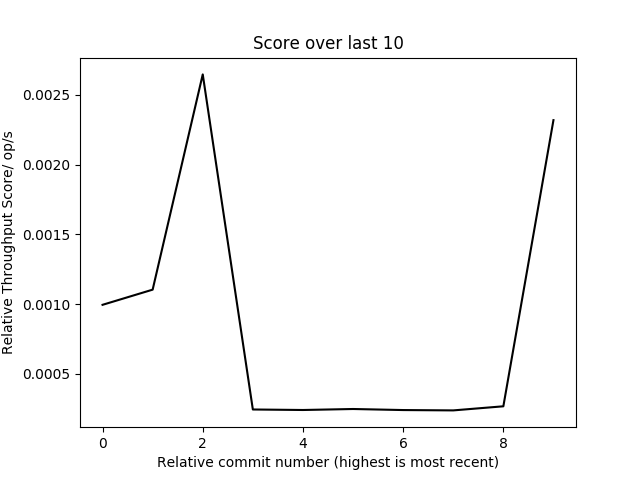 Score over last 10
Relative Throughput Score/ op/s
0.0025
0.0020
0.0015
0.0010
0.0005
0 2 4 6 8
Relative commit number (highest is most recent)